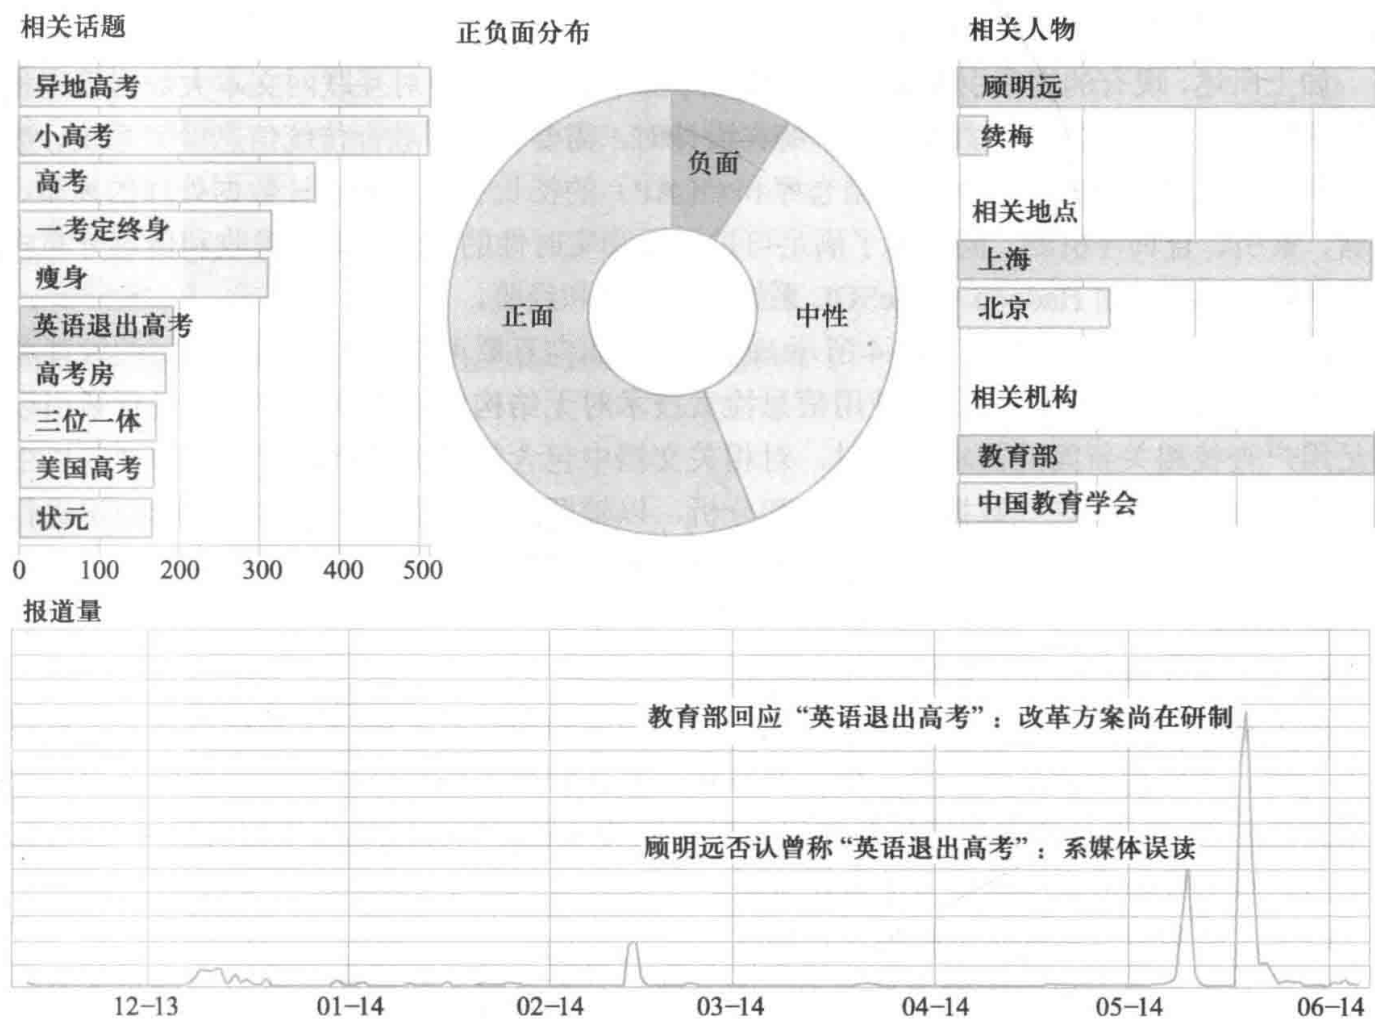 相关话题
异地高考
小高考
高考
一考定终身
瘦身
英语退出高考
高考房
三位一体
美国高考
状元
0 100 200 300 400 500
正负面分布
负面
正面
中性
相关人物
顾明远
续梅
相关地点
上海
北京
相关机构
教育部
中国教育学会
报道量
教育部回应“英语退出高考”：改革方案尚在研制
顾明远否认曾称“英语退出高考”：系媒体误读
12-13 01-14 02-14 03-14 04-14 05-14 06-14